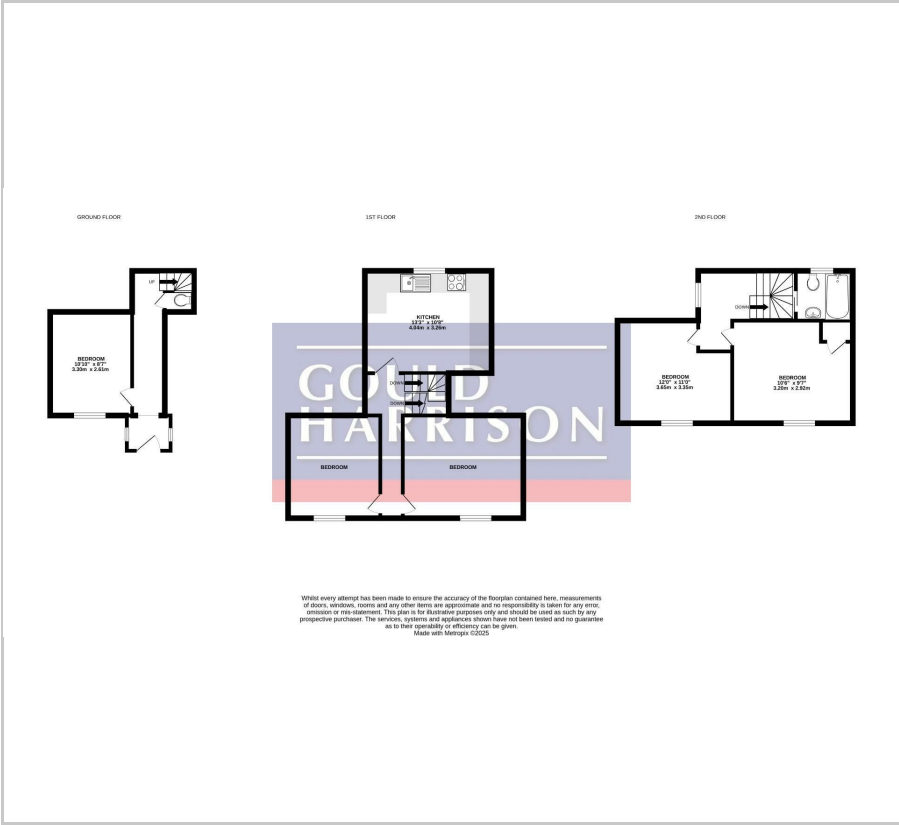 GROUND FLOOR
1ST FLOOR
2ND FLOOR
UP
BEDROOM
10'10" x 8'7"
3.30m x 2.61m
KITCHEN
13'3" x 10'8"
4.04m x 3.26m
DOWN
DOWN
BEDROOM
BEDROOM
GOULD
HARRISON
DOWN
BEDROOM
12'0" x 11'0"
3.65m x 3.35m
BEDROOM
10'6" x 9'7"
3.20m x 2.92m
Whilst every attempt has been made to ensure the accuracy of the floorplan contained here, measurements
of doors, windows, rooms and any other items are approximate and no responsibility is taken for any error,
omission or mis-statement. This plan is for illustrative purposes only and should be used as such by any
prospective purchaser. The services, systems and appliances shown have not been tested and no guarantee
as to their operability or efficiency can be given.
Made with Metropix ©2025